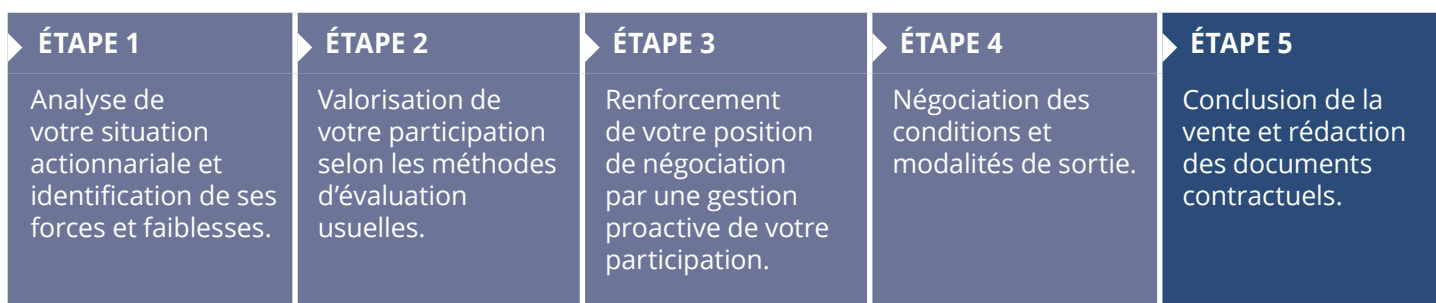 ÉTAPE 1
Analyse de
votre situation
actionnariale et
identification de ses
forces et faiblesses.
ÉTAPE 2
Valorisation de
votre participation
selon les méthodes
d’évaluation
usuelles.
ÉTAPE 3
Renforcement
de votre position
de négociation
par une gestion
proactive de votre
participation.
ÉTAPE 4
Négociation des
conditions et
modalités de sortie.
ÉTAPE 5
Conclusion de la
vente et rédaction
des documents
contractuels.